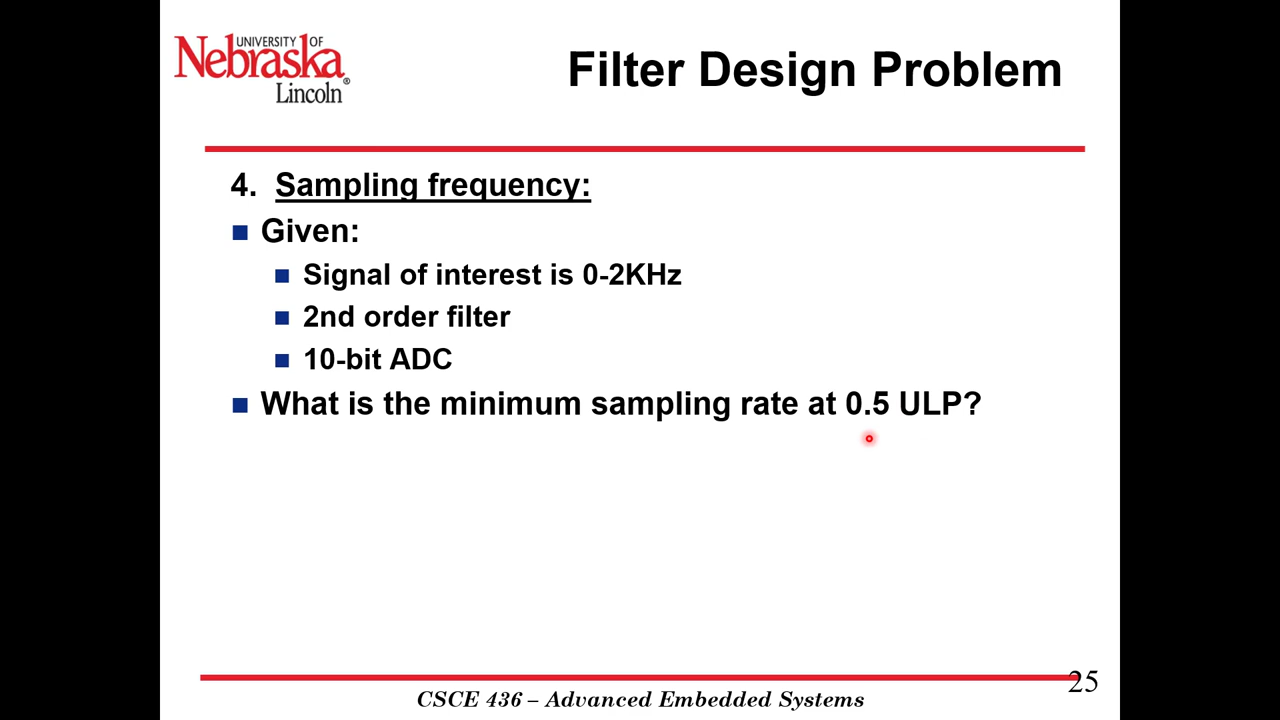 UNIVERSITY OF
Nebraska®
Lincoln
Filter Design Problem
4. Sampling frequency:
Given:
Signal of interest is 0-2KHz
2nd order filter
10-bit ADC
What is the minimum sampling rate at 0.5 ULP?
25
CSCE 436 – Advanced Embedded Systems